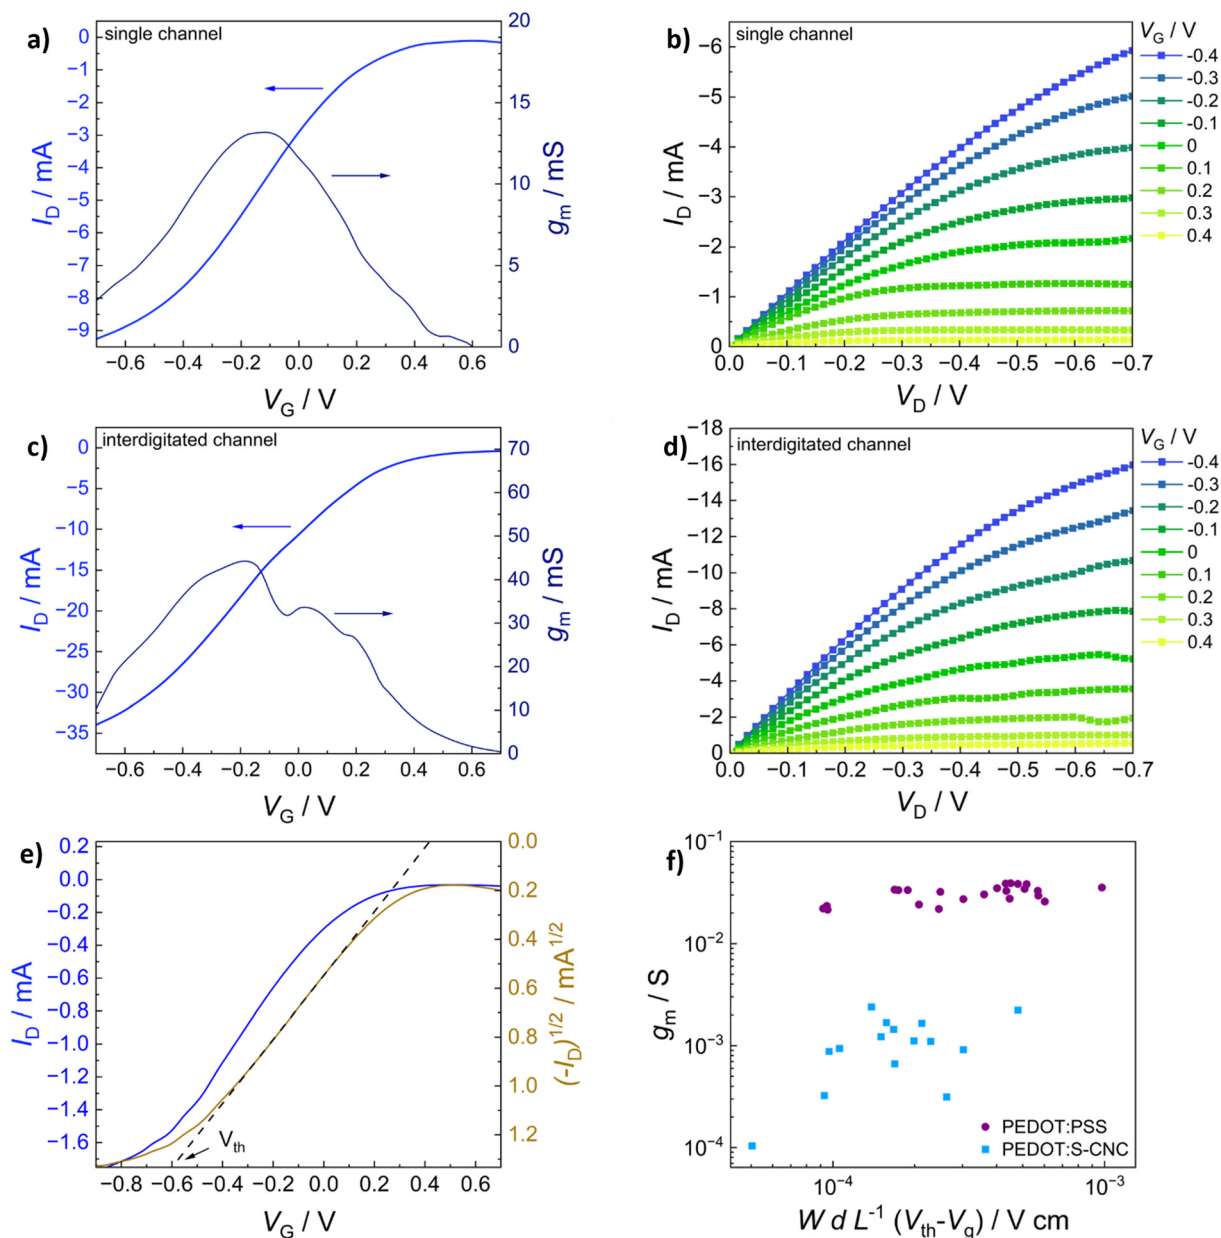 a)
single channel
0
−1
−2
−3
−4
−5
−6
−7
−8
−9
I_D / mA
20
15
10
5
0
g_m / mS
−0.6 −0.4 −0.2 0.0 0.2 0.4 0.6
V_G / V
b)
single channel
−6
−5
−4
−3
−2
−1
0
I_D / mA
0.0 −0.1 −0.2 −0.3 −0.4 −0.5 −0.6 −0.7
V_D / V
V_G / V
-0.4
-0.3
-0.2
-0.1
0
0.1
0.2
0.3
0.4
c)
interdigitated channel
0
−5
−10
−15
−20
−25
−30
−35
I_D / mA
70
60
50
40
30
20
10
0
g_m / mS
−0.6 −0.4 −0.2 0.0 0.2 0.4 0.6
V_G / V
d)
interdigitated channel
−18
−16
−14
−12
−10
−8
−6
−4
−2
0
I_D / mA
0.0 −0.1 −0.2 −0.3 −0.4 −0.5 −0.6 −0.7
V_D / V
V_G / V
-0.4
-0.3
-0.2
-0.1
0
0.1
0.2
0.3
0.4
e)
0.2
0.0
−0.2
−0.4
−0.6
−0.8
−1.0
−1.2
−1.4
−1.6
I_D / mA
0.0
0.2
0.4
0.6
0.8
1.0
1.2
(-I_D)^1/2 / mA^1/2
V_th
−0.8 −0.6 −0.4 −0.2 0.0 0.2 0.4 0.6
V_G / V
f)
10^−1
10^−2
10^−3
10^−4
g_m / S
PEDOT:PSS
PEDOT:S-CNC
10^−4 10^−3
W d L^-1 (V_th-V_g) / V cm